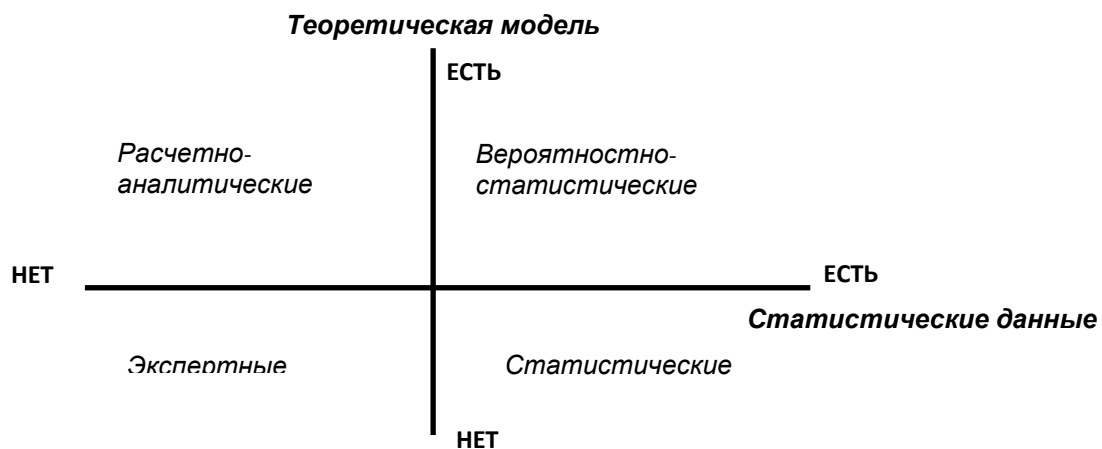 Теоретическая модель
ЕСТЬ
Расчетно-
аналитические
Вероятностно-
статистические
НЕТ
ЕСТЬ
Статистические данные
Экспертные
Статистические
НЕТ